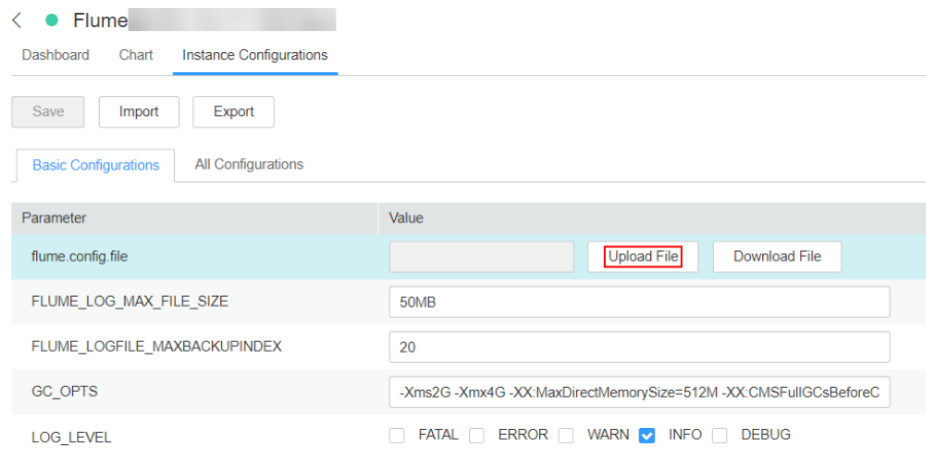 Flume
Dashboard Chart Instance Configurations
Save Import Export
Basic Configurations All Configurations
Parameter Value
flume.config.file Upload File Download File
FLUME_LOG_MAX_FILE_SIZE 50MB
FLUME_LOGFILE_MAXBACKUPINDEX 20
GC_OPTS -Xms2G -Xmx4G -XX:MaxDirectMemorySize=512M -XX:CMSFullGCsBeforeC
LOG_LEVEL FATAL ERROR WARN INFO DEBUG